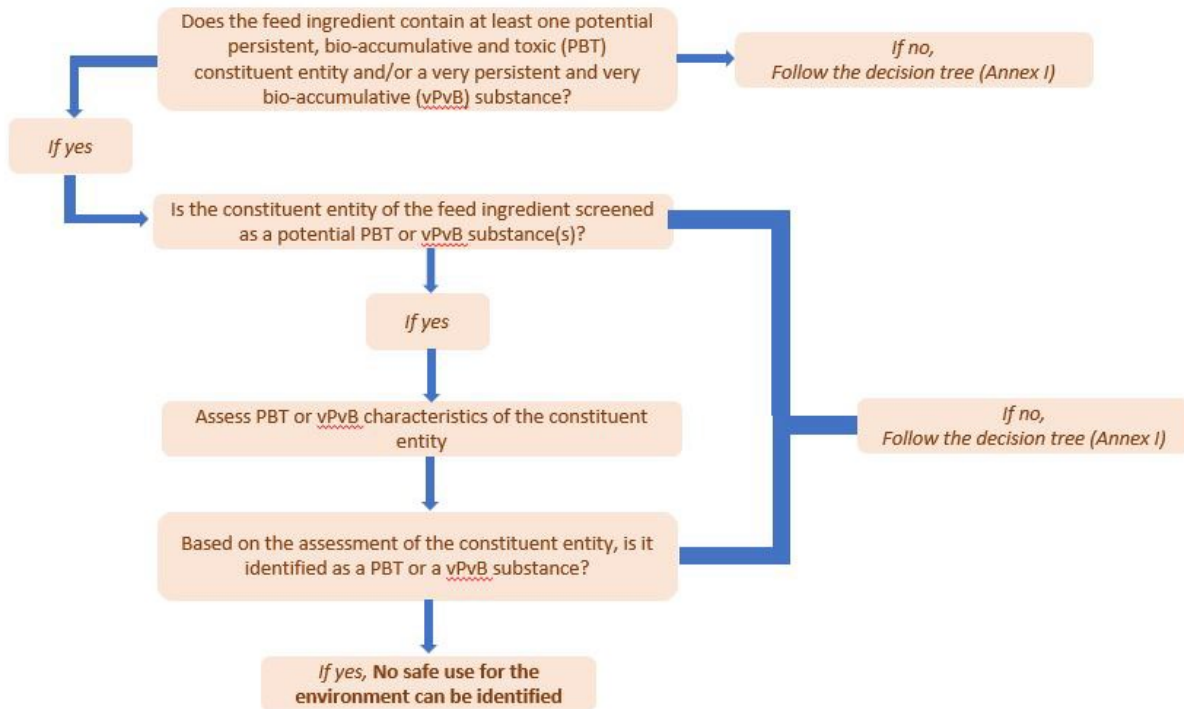 Does the feed ingredient contain at least one potential
persistent, bio-accumulative and toxic (PBT)
constituent entity and/or a very persistent and very
bio-accumulative (vPvB) substance?
If no,
Follow the decision tree (Annex I)
If yes
Is the constituent entity of the feed ingredient screened
as a potential PBT or vPvB substance(s)?
If yes
Assess PBT or vPvB characteristics of the constituent
entity
If no,
Follow the decision tree (Annex I)
Based on the assessment of the constituent entity, is it
identified as a PBT or a vPvB substance?
If yes, No safe use for the
environment can be identified